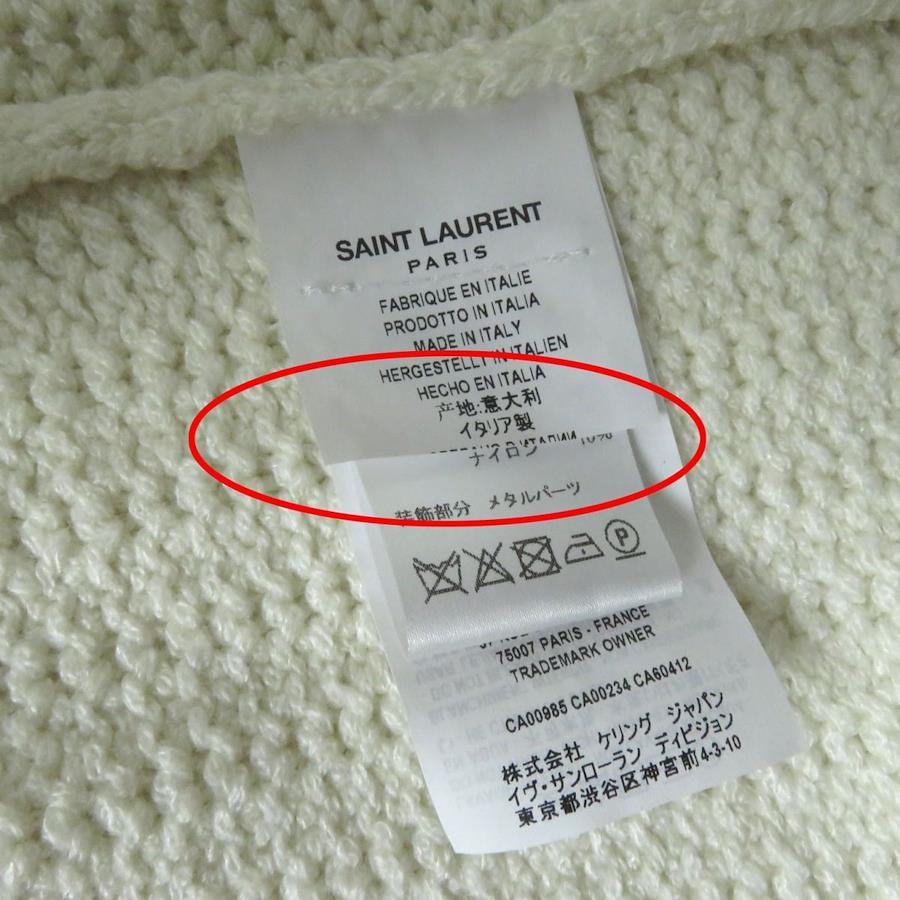 SAINT LAURENT
PARIS
FABRIQUE EN ITALIE
PRODOTTO IN ITALIA
MADE IN ITALY
HERGESTELLT IN ITALIEN
HECHO EN ITALIA
产地:意大利
イタリア製
ナイロン 10%
装飾部分 メタルパーツ
P
75007 PARIS - FRANCE
TRADEMARK OWNER
CA00985 CA00234 CA60412
株式会社 ケリング ジャパン
イヴ・サンローラン ディビジョン
東京都渋谷区神宮前4-3-10